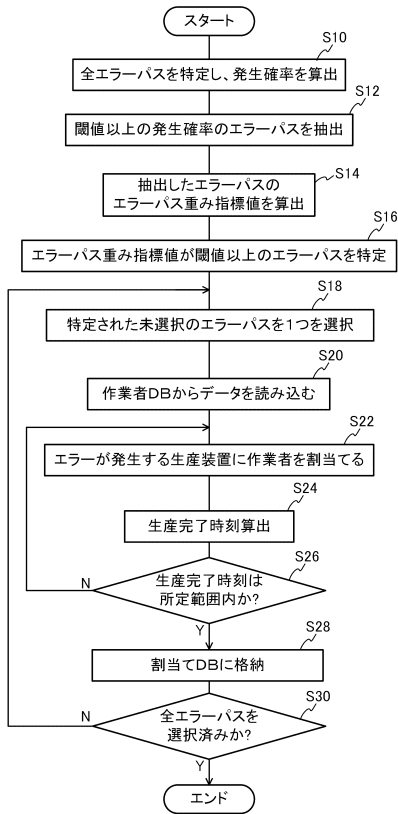 スタート
S10
全エラーパスを特定し、発生確率を算出
S12
閾値以上の発生確率のエラーパスを抽出
S14
抽出したエラーパスの
エラーパス重み指標値を算出
S16
エラーパス重み指標値が閾値以上のエラーパスを特定
S18
特定された未選択のエラーパスを1つを選択
S20
作業者DBからデータを読み込む
S22
エラーが発生する生産装置に作業者を割当てる
S24
生産完了時刻算出
S26
生産完了時刻は
所定範囲内か?
N
Y
S28
割当てDBに格納
S30
全エラーパスを
選択済みか?
N
Y
エンド